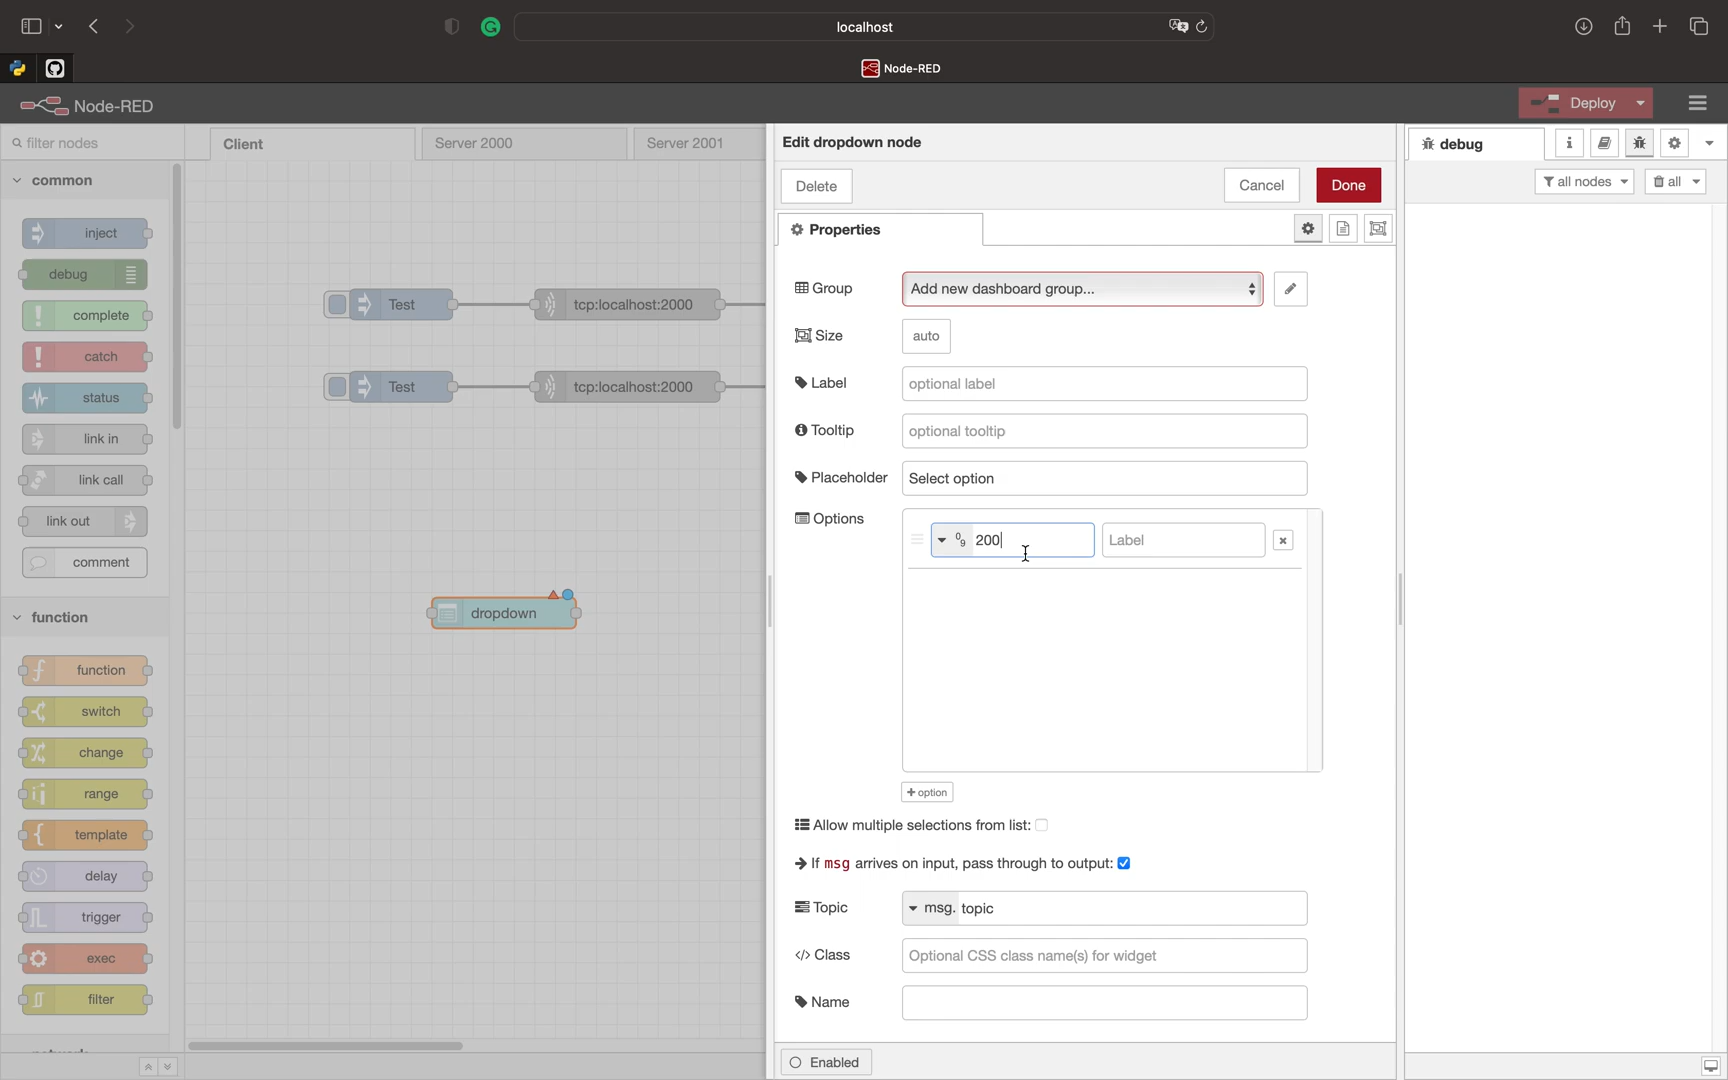 localhost
Node-RED
Node-RED
Deploy
filter nodes
Client
Server 2000
Server 2001
Edit dropdown node
debug
all nodes
all
Delete
Cancel
Done
Properties
common
inject
debug
complete
catch
status
link in
link call
link out
comment
function
function
switch
change
range
template
delay
trigger
exec
filter
Test
tcp:localhost:2000
Test
tcp:localhost:2000
dropdown
Group
Add new dashboard group...
Size
auto
Label
optional label
Tooltip
optional tooltip
Placeholder
Select option
Options
200
Label
+ option
Allow multiple selections from list:
If msg arrives on input, pass through to output:
Topic
msg. topic
</> Class
Optional CSS class name(s) for widget
Name
Enabled